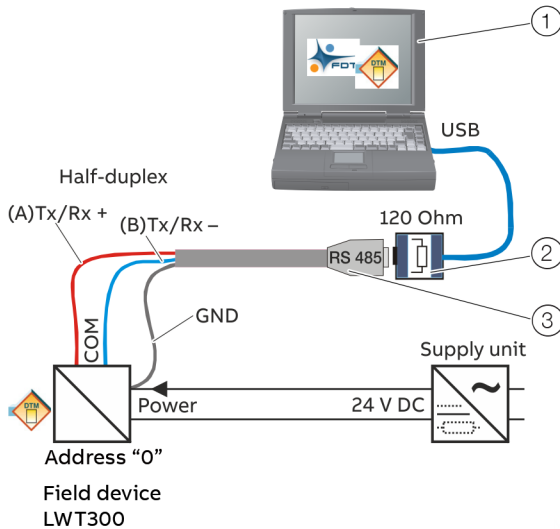 1
FDT
DTM
USB
Half-duplex
120 Ohm
(A)Tx/Rx +
(B)Tx/Rx –
RS 485
2
3
GND
COM
Supply unit
DTM
Power
24 V DC
Address “0”
Field device
LWT300